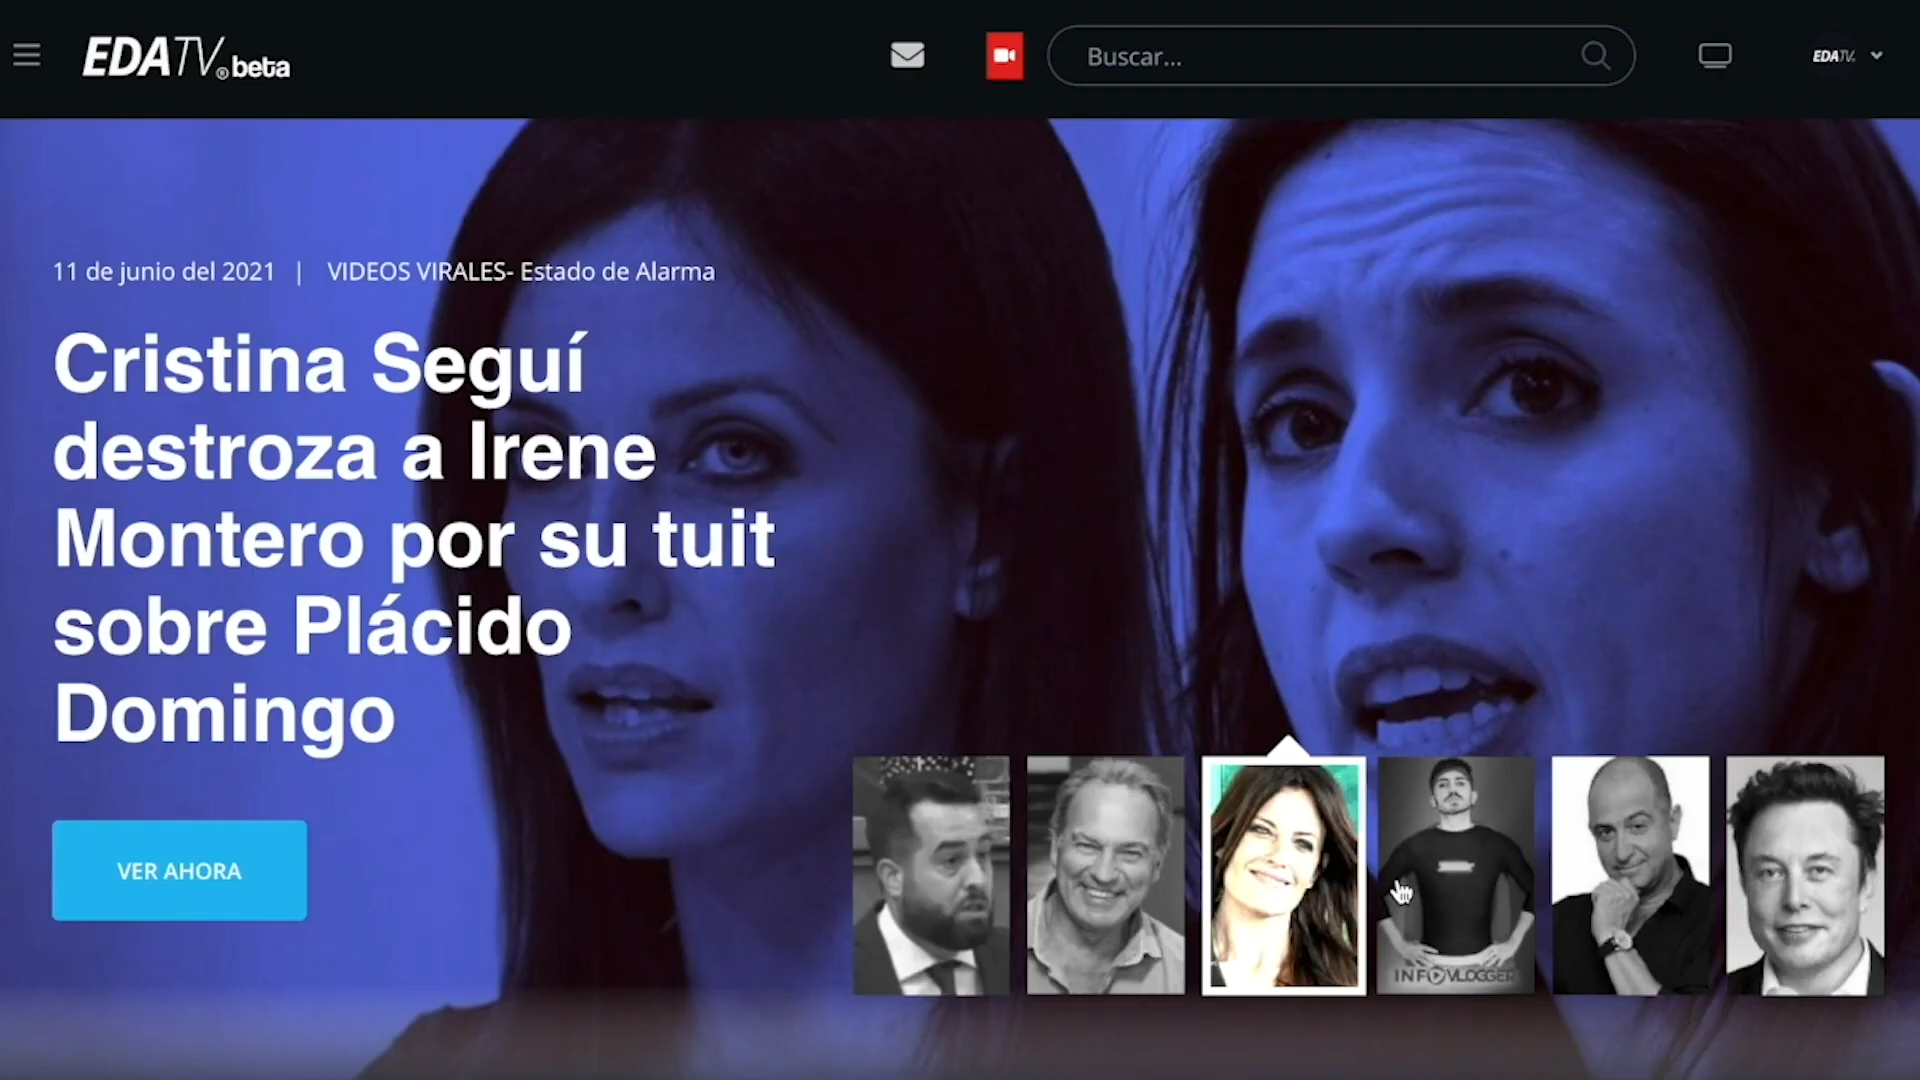 EDATV® beta
Buscar...
EDATV.
11 de junio del 2021 | VIDEOS VIRALES- Estado de Alarma
Cristina Seguí
destroza a Irene
Montero por su tuit
sobre Plácido
Domingo
VER AHORA
INFOVLOGGER